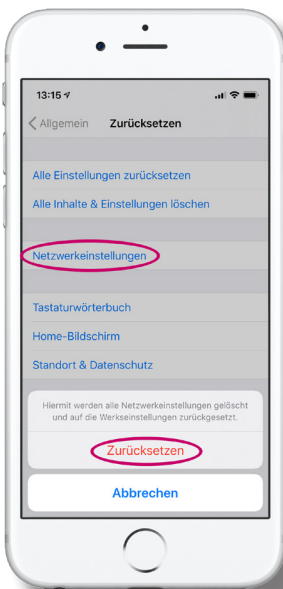 13:15
Allgemein Zurücksetzen
Alle Einstellungen zurücksetzen
Alle Inhalte & Einstellungen löschen
Netzwerkeinstellungen
Tastaturwörterbuch
Home-Bildschirm
Standort & Datenschutz
Hiermit werden alle Netzwerkeinstellungen gelöscht
und auf die Werkseinstellungen zurückgesetzt.
Zurücksetzen
Abbrechen